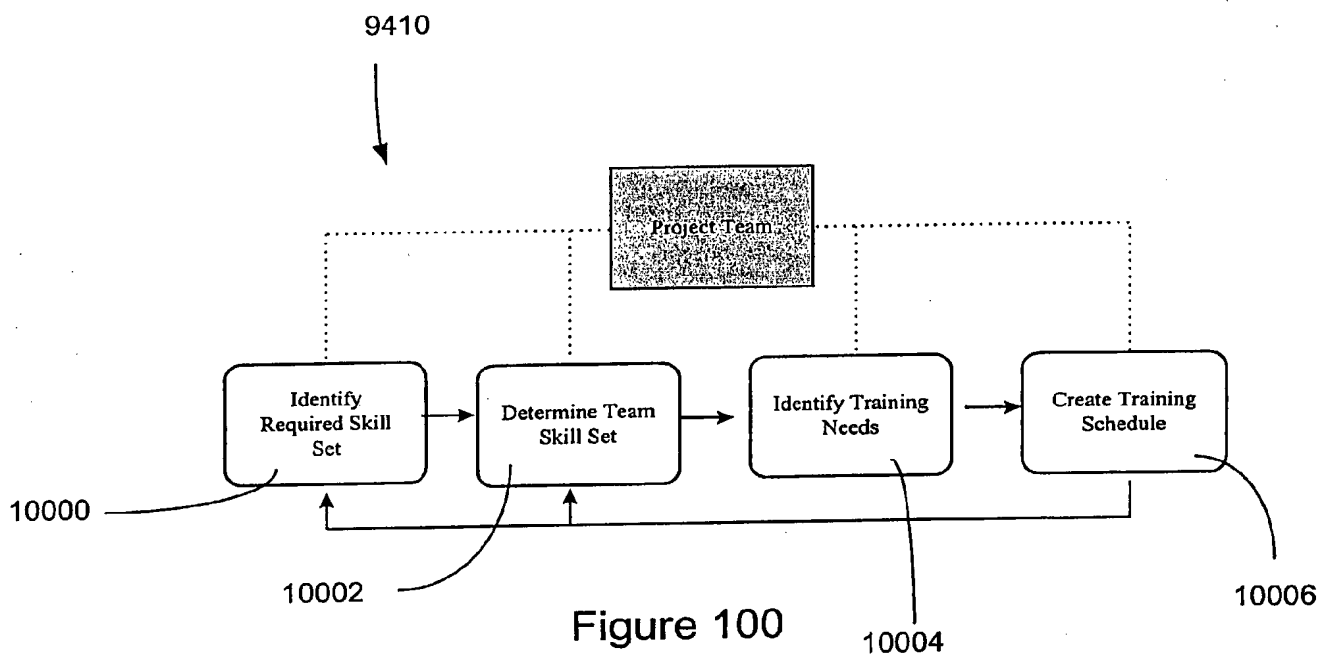 9410
Project Team
Identify
Required Skill
Set
Determine Team
Skill Set
Identify Training
Needs
Create Training
Schedule
10000
10002
10004
10006
Figure 100